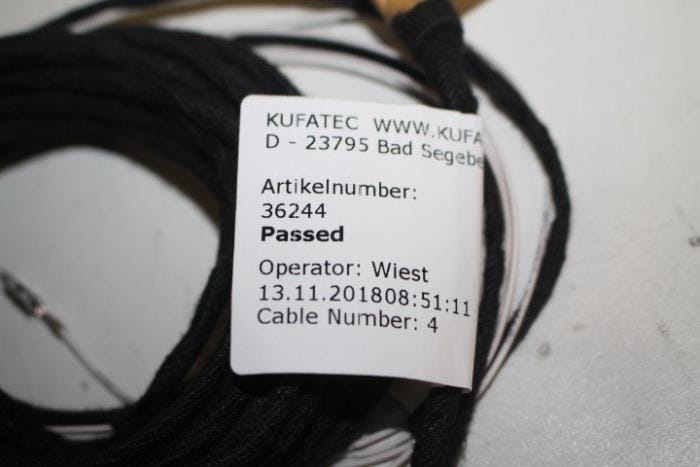 KUFATEC WWW.KUFA
D - 23795 Bad Segebe
Artikelnumber:
36244
Passed
Operator: Wiest
13.11.201808:51:11
Cable Number: 4